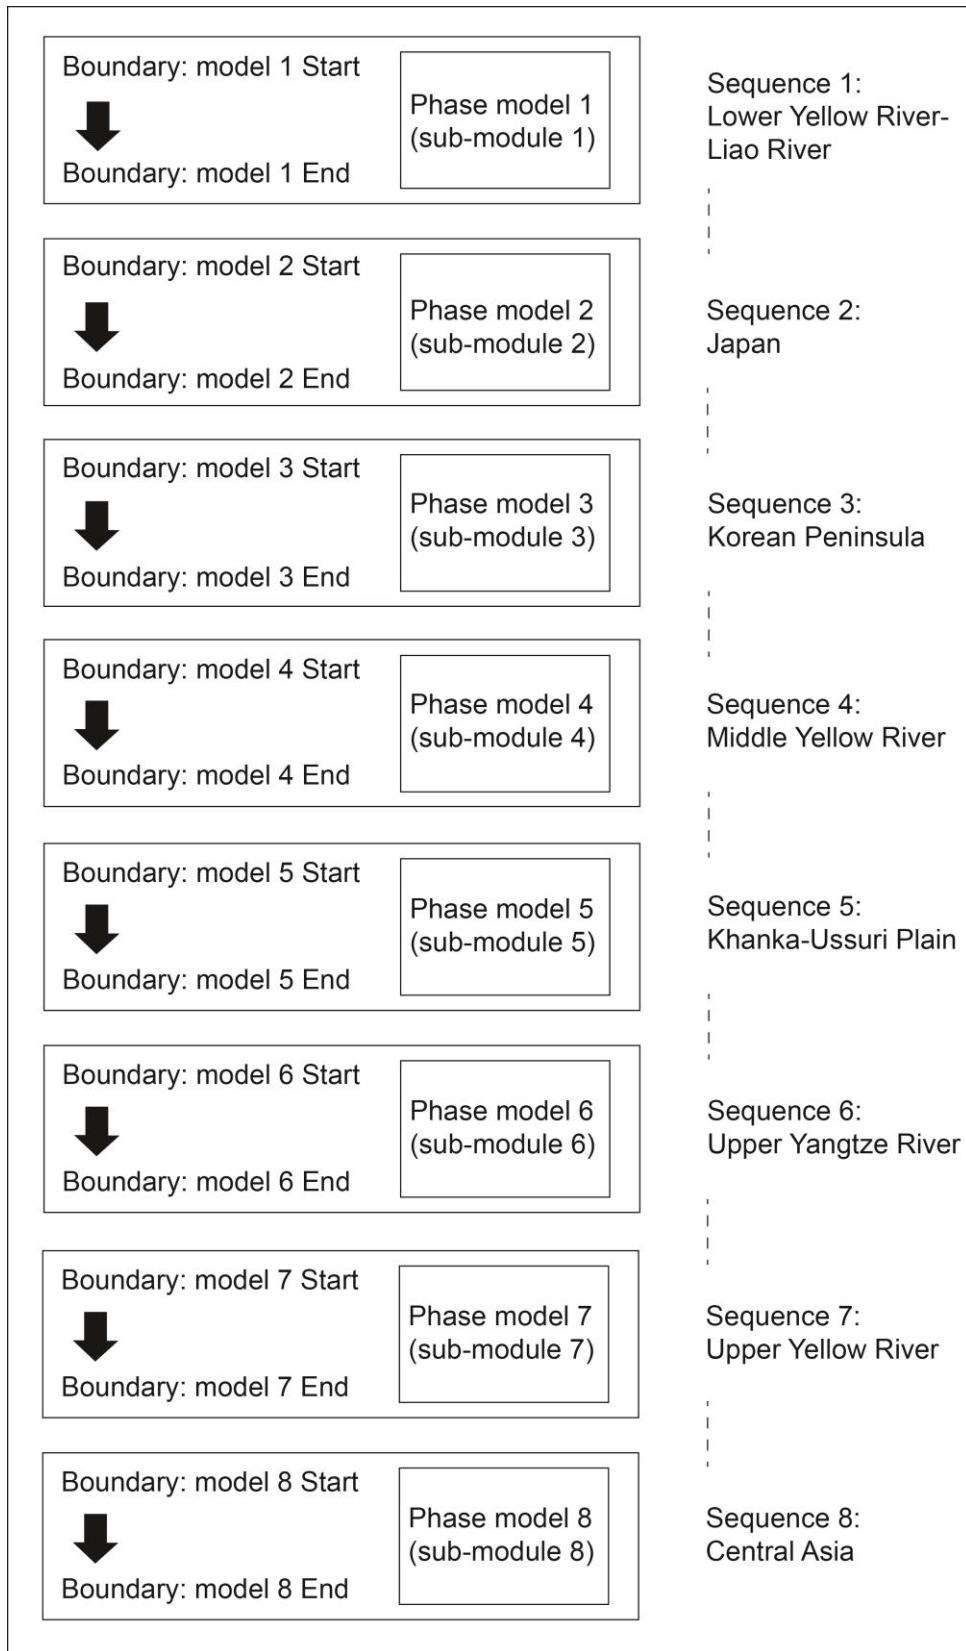 Boundary: model 1 Start
Phase model 1
(sub-module 1)
Boundary: model 1 End
Sequence 1:
Lower Yellow River-
Liao River
Boundary: model 2 Start
Phase model 2
(sub-module 2)
Boundary: model 2 End
Sequence 2:
Japan
Boundary: model 3 Start
Phase model 3
(sub-module 3)
Boundary: model 3 End
Sequence 3:
Korean Peninsula
Boundary: model 4 Start
Phase model 4
(sub-module 4)
Boundary: model 4 End
Sequence 4:
Middle Yellow River
Boundary: model 5 Start
Phase model 5
(sub-module 5)
Boundary: model 5 End
Sequence 5:
Khanka-Ussuri Plain
Boundary: model 6 Start
Phase model 6
(sub-module 6)
Boundary: model 6 End
Sequence 6:
Upper Yangtze River
Boundary: model 7 Start
Phase model 7
(sub-module 7)
Boundary: model 7 End
Sequence 7:
Upper Yellow River
Boundary: model 8 Start
Phase model 8
(sub-module 8)
Boundary: model 8 End
Sequence 8:
Central Asia